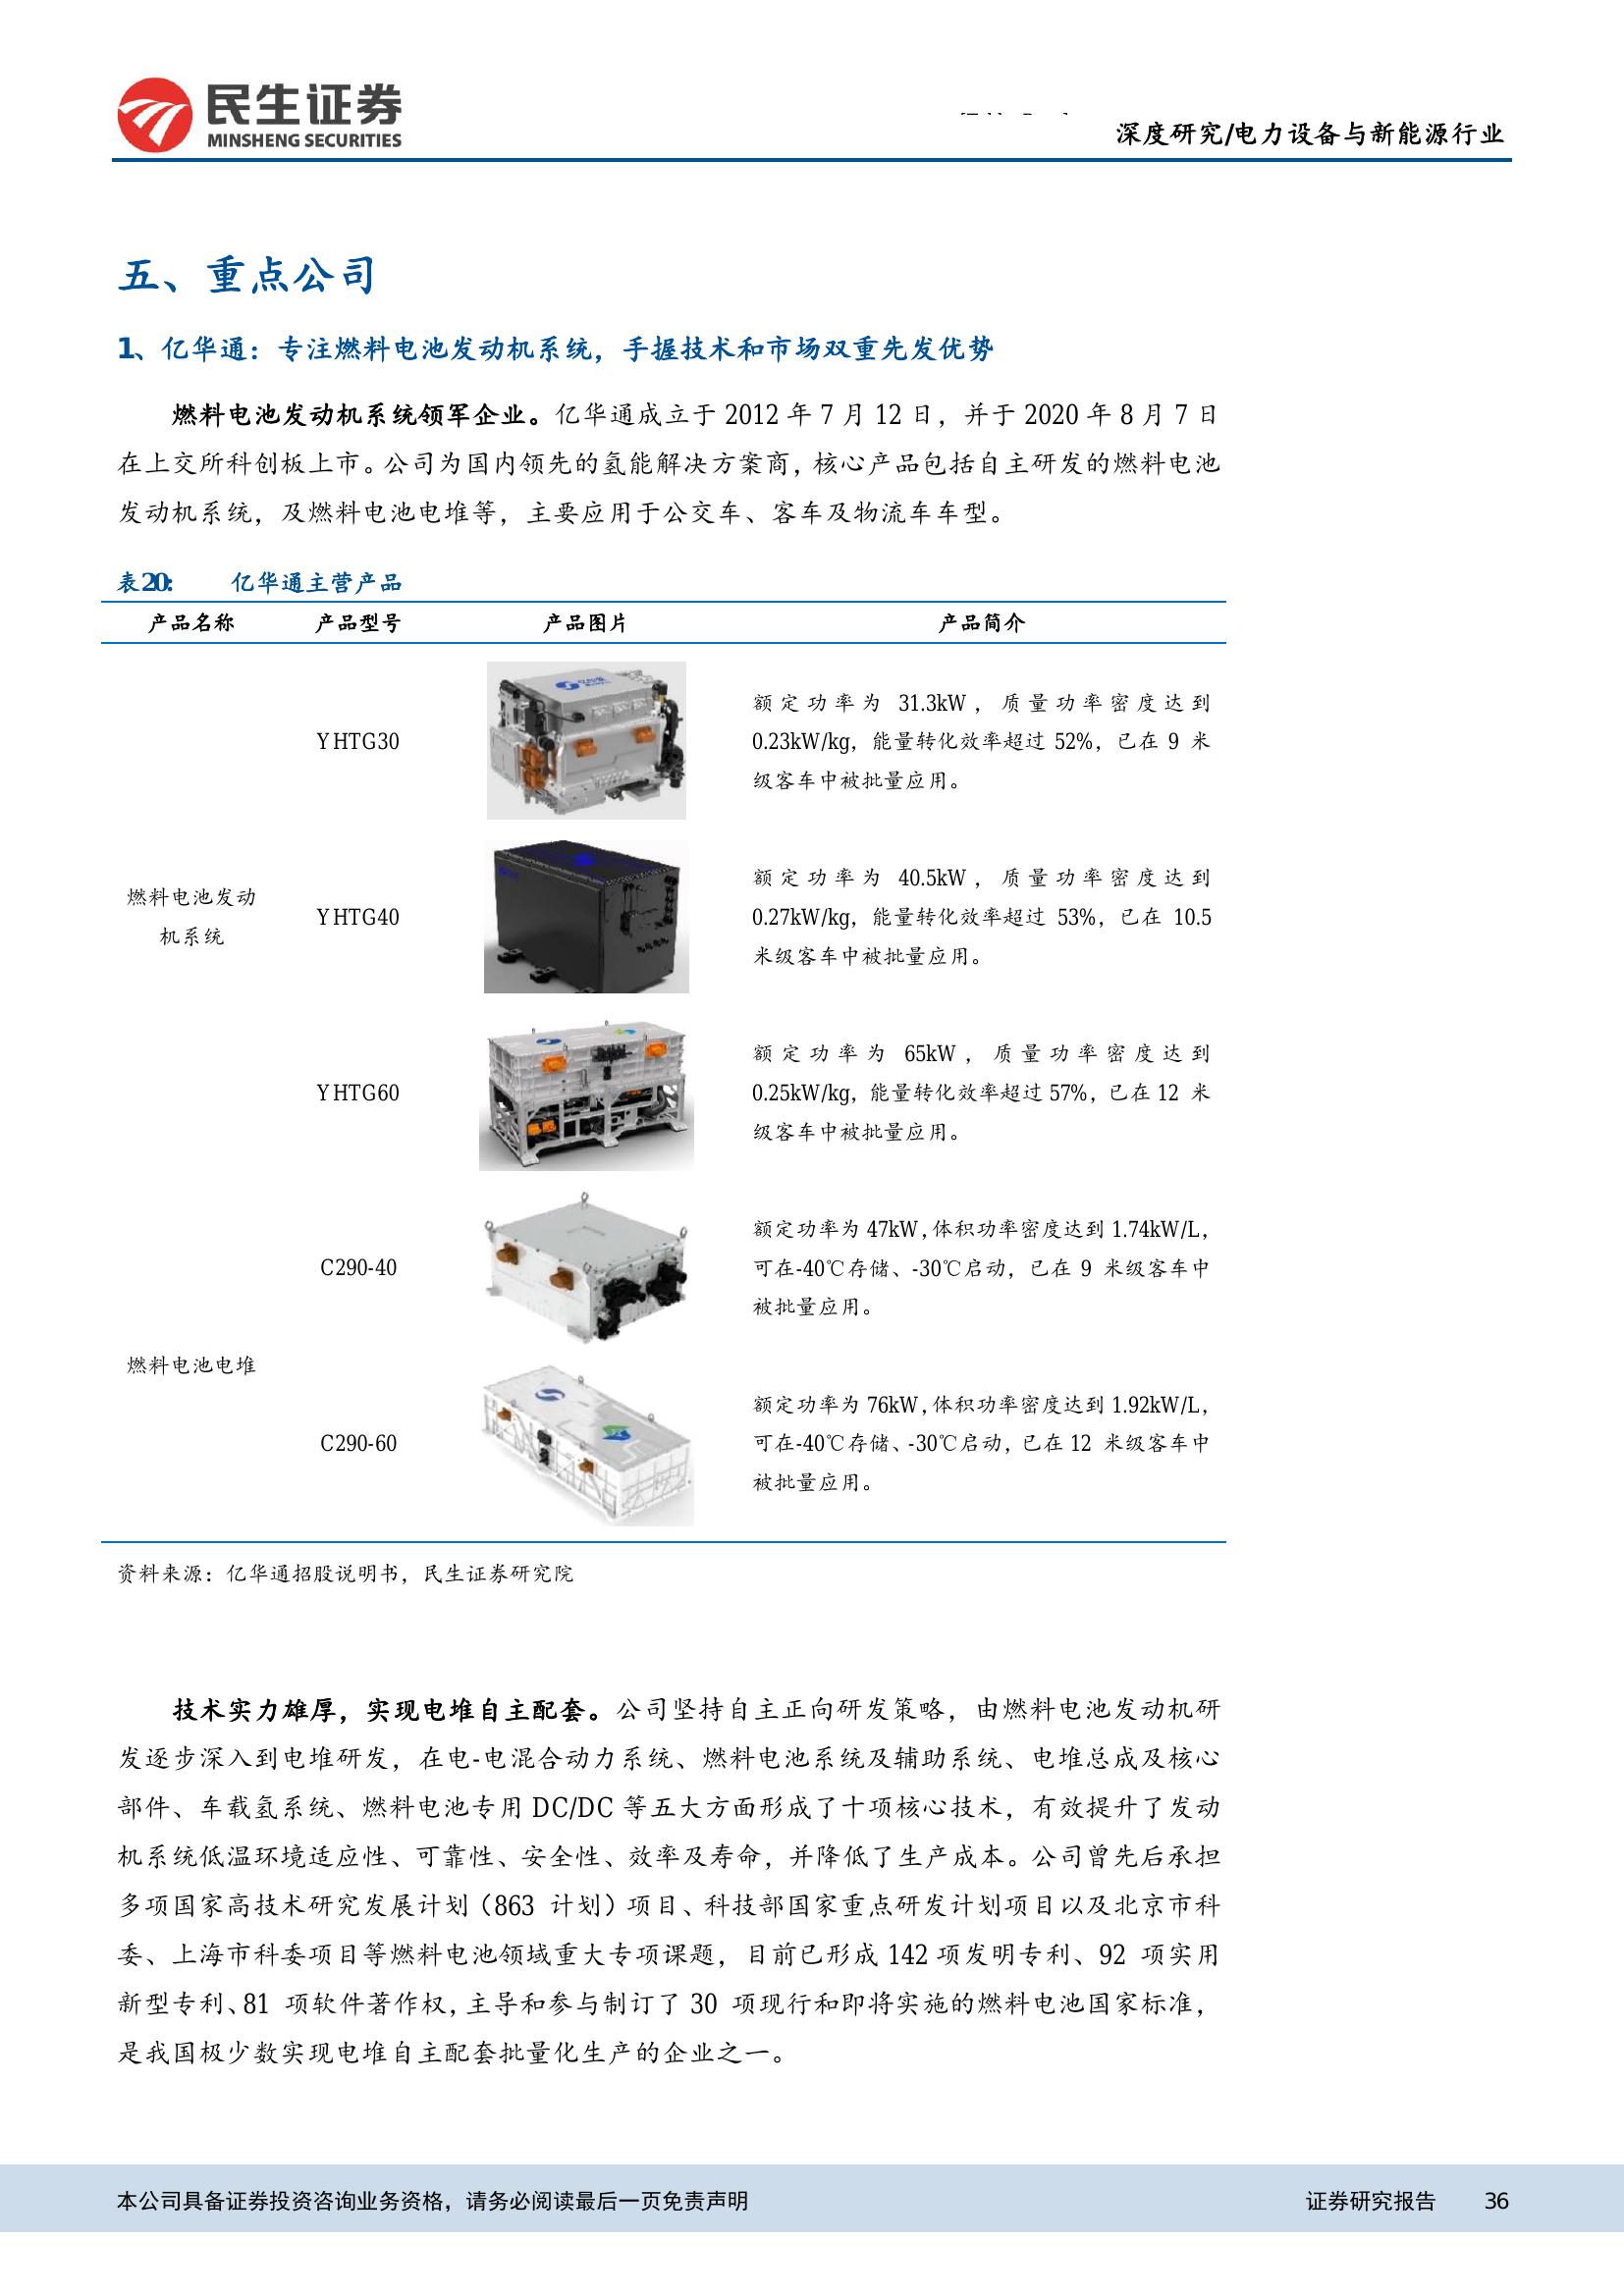 民生证券
MINSHENG SECURITIES
深度研究/电力设备与新能源行业
五、重点公司
1、亿华通：专注燃料电池发动机系统，手握技术和市场双重先发优势
燃料电池发动机系统领军企业。亿华通成立于 2012 年 7 月 12 日，并于 2020 年 8 月 7 日
在上交所科创板上市。公司为国内领先的氢能解决方案商，核心产品包括自主研发的燃料电池
发动机系统，及燃料电池电堆等，主要应用于公交车、客车及物流车车型。
表20: 亿华通主营产品
产品名称 产品型号 产品图片 产品简介
燃料电池发动
机系统
YHTG30
额定功率为 31.3kW，质量功率密度达到
0.23kW/kg，能量转化效率超过 52%，已在 9 米
级客车中被批量应用。
YHTG40
额定功率为 40.5kW，质量功率密度达到
0.27kW/kg，能量转化效率超过 53%，已在 10.5
米级客车中被批量应用。
YHTG60
额定功率为 65kW，质量功率密度达到
0.25kW/kg，能量转化效率超过 57%，已在 12 米
级客车中被批量应用。
燃料电池电堆
C290-40
额定功率为 47kW，体积功率密度达到 1.74kW/L，
可在-40℃存储、-30℃启动，已在 9 米级客车中
被批量应用。
C290-60
额定功率为 76kW，体积功率密度达到 1.92kW/L，
可在-40℃存储、-30℃启动，已在 12 米级客车中
被批量应用。
资料来源：亿华通招股说明书，民生证券研究院
技术实力雄厚，实现电堆自主配套。公司坚持自主正向研发策略，由燃料电池发动机研
发逐步深入到电堆研发，在电-电混合动力系统、燃料电池系统及辅助系统、电堆总成及核心
部件、车载氢系统、燃料电池专用 DC/DC 等五大方面形成了十项核心技术，有效提升了发动
机系统低温环境适应性、可靠性、安全性、效率及寿命，并降低了生产成本。公司曾先后承担
多项国家高技术研究发展计划（863 计划）项目、科技部国家重点研发计划项目以及北京市科
委、上海市科委项目等燃料电池领域重大专项课题，目前已形成 142 项发明专利、92 项实用
新型专利、81 项软件著作权，主导和参与制订了 30 项现行和即将实施的燃料电池国家标准，
是我国极少数实现电堆自主配套批量化生产的企业之一。
本公司具备证券投资咨询业务资格，请务必阅读最后一页免责声明 证券研究报告 36